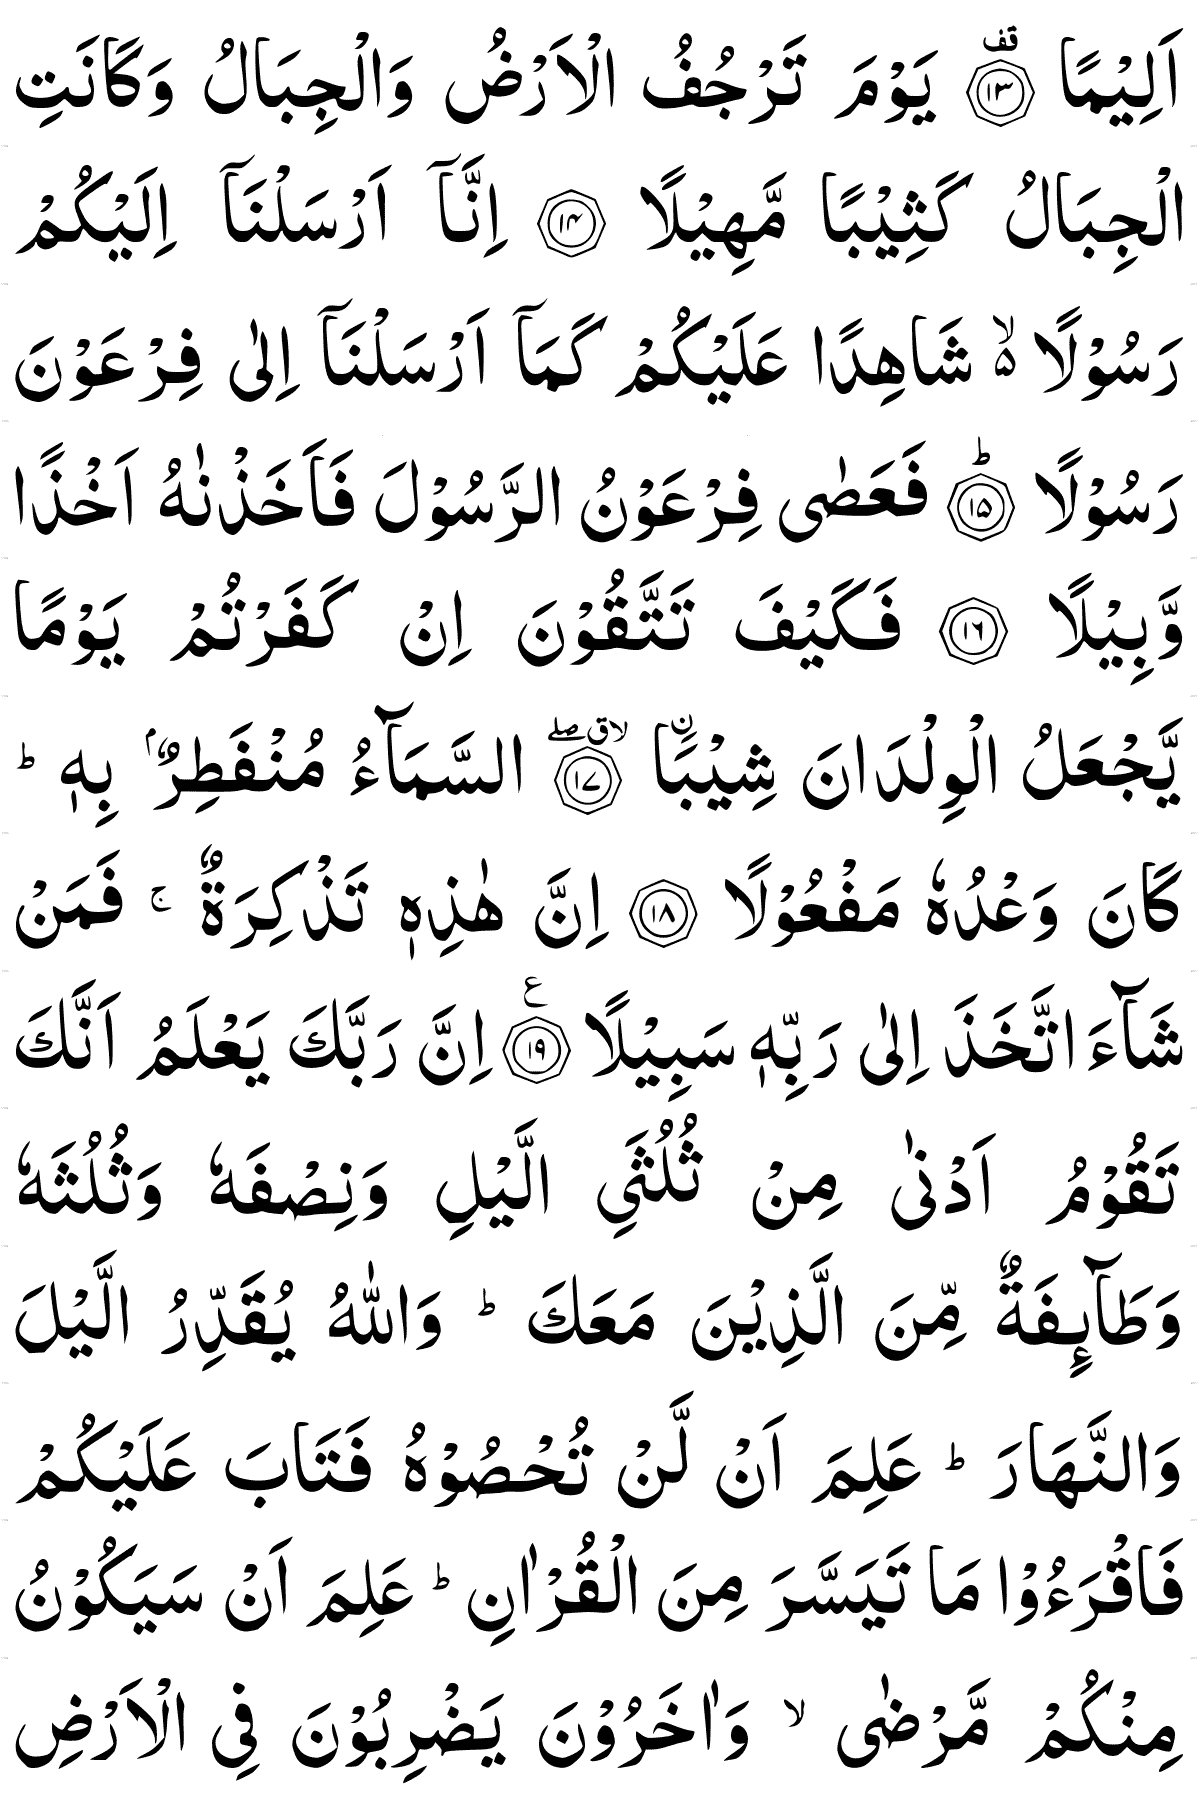 اَلِیْمًا ۟ۗ ﴿۱۳﴾ قف یَوْمَ تَرْجُفُ الْاَرْضُ وَالْجِبَالُ وَكَانَتِ
الْجِبَالُ كَثِیْبًا مَّهِیْلًا ﴿۱۴﴾ اِنَّاۤ اَرْسَلْنَاۤ اِلَیْكُمْ
رَسُوْلًا ۙ۬ شَاهِدًا عَلَیْكُمْ كَمَاۤ اَرْسَلْنَاۤ اِلٰی فِرْعَوْنَ
رَسُوْلًا ﴿۱۵﴾ؕ فَعَصٰی فِرْعَوْنُ الرَّسُوْلَ فَاَخَذْنٰهُ اَخْذًا
وَّبِیْلًا ﴿۱۶﴾ فَكَیْفَ تَتَّقُوْنَ اِنْ كَفَرْتُمْ یَوْمًا
یَّجْعَلُ الْوِلْدَانَ شِیْبَاۨ ﴿۱۷﴾ لا ق صلے السَّمَآءُ مُنْفَطِرٌۢ بِهٖ ؕ
كَانَ وَعْدُهٗ مَفْعُوْلًا ﴿۱۸﴾ اِنَّ هٰذِهٖ تَذْكِرَةٌ ۚ فَمَنْ
شَآءَ اتَّخَذَ اِلٰی رَبِّهٖ سَبِیْلًا ﴿۱۹﴾ ع اِنَّ رَبَّكَ یَعْلَمُ اَنَّكَ
تَقُوْمُ اَدْنٰی مِنْ ثُلُثَیِ الَّیْلِ وَنِصْفَهٗ وَثُلُثَهٗ
وَطَآىِٕفَةٌ مِّنَ الَّذِیْنَ مَعَكَ ؕ وَاللّٰهُ یُقَدِّرُ الَّیْلَ
وَالنَّهَارَ ؕ عَلِمَ اَنْ لَّنْ تُحْصُوْهُ فَتَابَ عَلَیْكُمْ
فَاقْرَءُوْا مَا تَیَسَّرَ مِنَ الْقُرْاٰنِ ؕ عَلِمَ اَنْ سَیَكُوْنُ
مِنْكُمْ مَّرْضٰی ۙ وَاٰخَرُوْنَ یَضْرِبُوْنَ فِی الْاَرْضِ